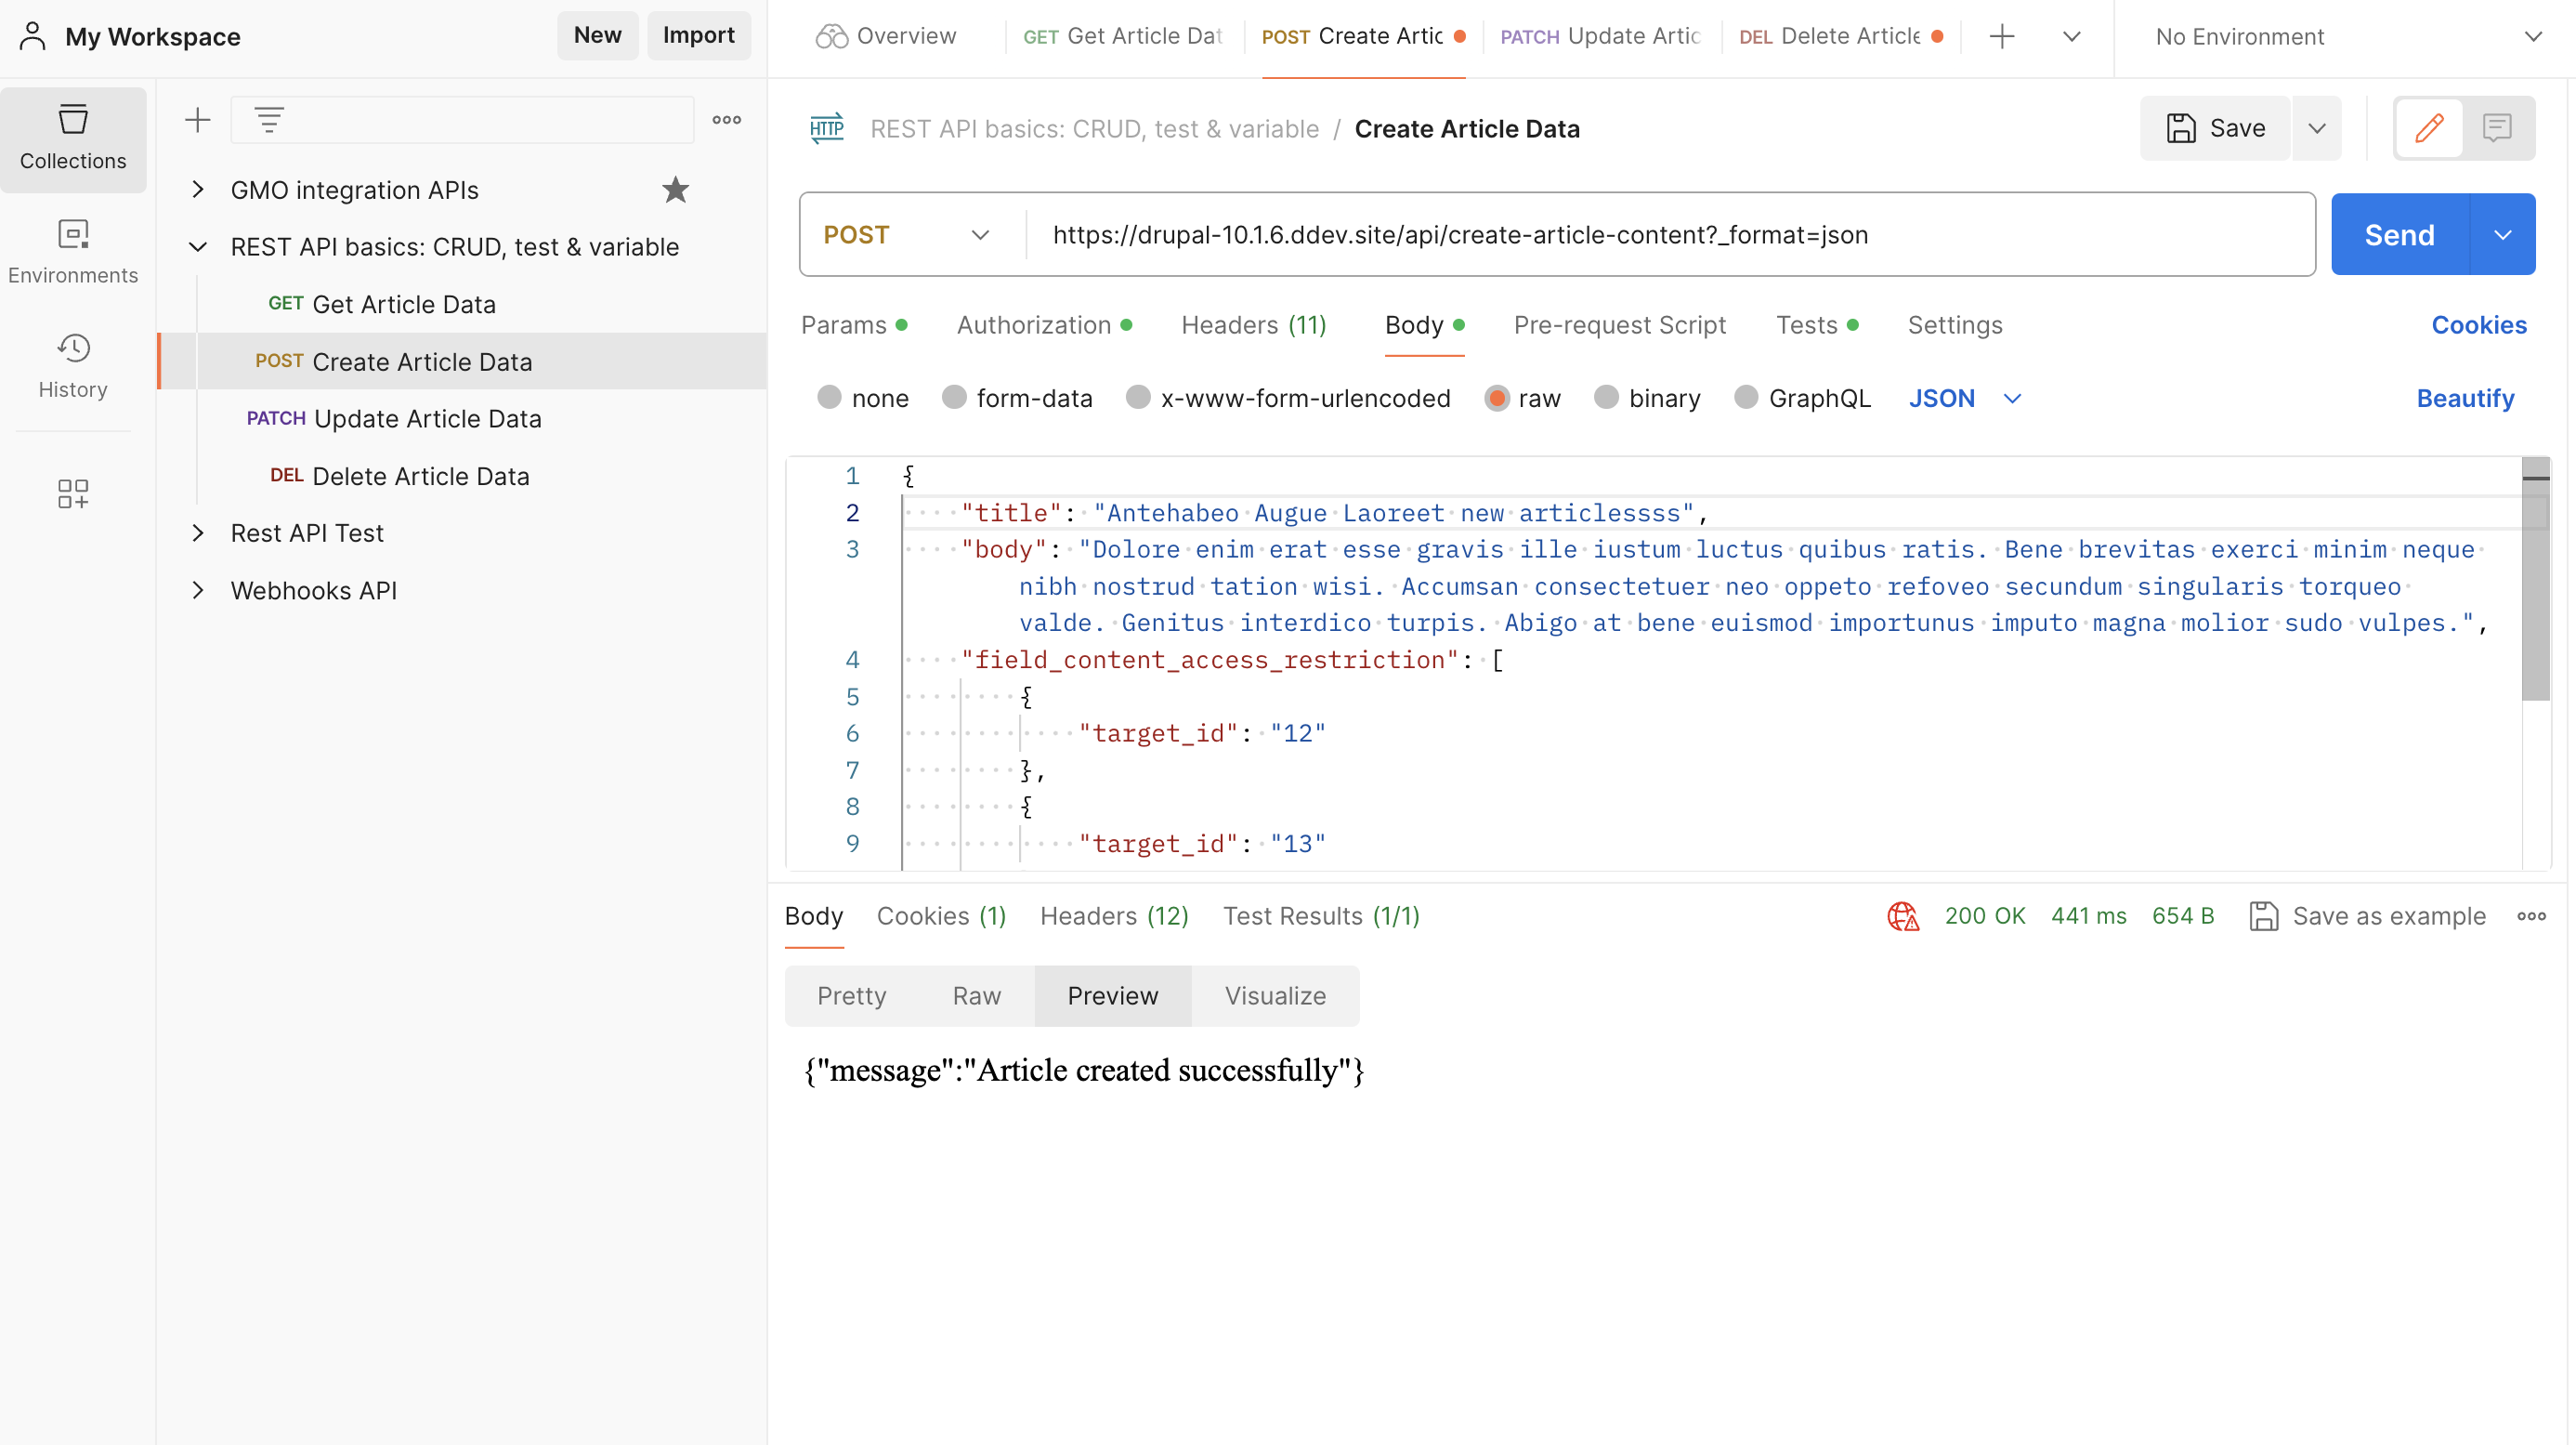 My Workspace
New
Import
Overview
GET Get Article Dat
POST Create Artic
PATCH Update Artic
DEL Delete Article
No Environment
Collections
Environments
History
GMO integration APIs
REST API basics: CRUD, test & variable
GET Get Article Data
POST Create Article Data
PATCH Update Article Data
DEL Delete Article Data
Rest API Test
Webhooks API
HTTP REST API basics: CRUD, test & variable / Create Article Data
Save
POST https://drupal-10.1.6.ddev.site/api/create-article-content?_format=json
Send
Params Authorization Headers (11) Body Pre-request Script Tests Settings Cookies
none form-data x-www-form-urlencoded raw binary GraphQL JSON Beautify
1 {
2 "title": "Antehabeo Augue Laoreet new articlessss",
3 "body": "Dolore enim erat esse gravis ille iustum luctus quibus ratis. Bene brevitas exerci minim neque
nibh nostrud tation wisi. Accumsan consectetuer neo oppeto refoveo secundum singularis torqueo
valde. Genitus interdico turpis. Abigo at bene euismod importunus imputo magna molior sudo vulpes.",
4 "field_content_access_restriction": [
5 {
6 "target_id": "12"
7 },
8 {
9 "target_id": "13"
Body Cookies (1) Headers (12) Test Results (1/1) 200 OK 441 ms 654 B Save as example
Pretty Raw Preview Visualize
{"message":"Article created successfully"}